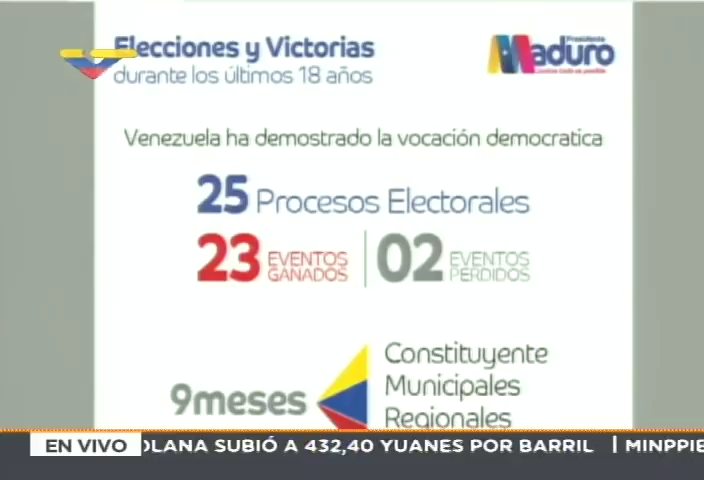 Elecciones y Victorias
durante los últimos 18 años
Presidente
Maduro
Venezuela ha demostrado la vocación democratica
25 Procesos Electorales
23 EVENTOS GANADOS
02 EVENTOS PERDIDOS
9meses
Constituyente
Municipales
Regionales
EN VIVO
OLANA SUBIÓ A 432,40 YUANES POR BARRIL | MINPPIE